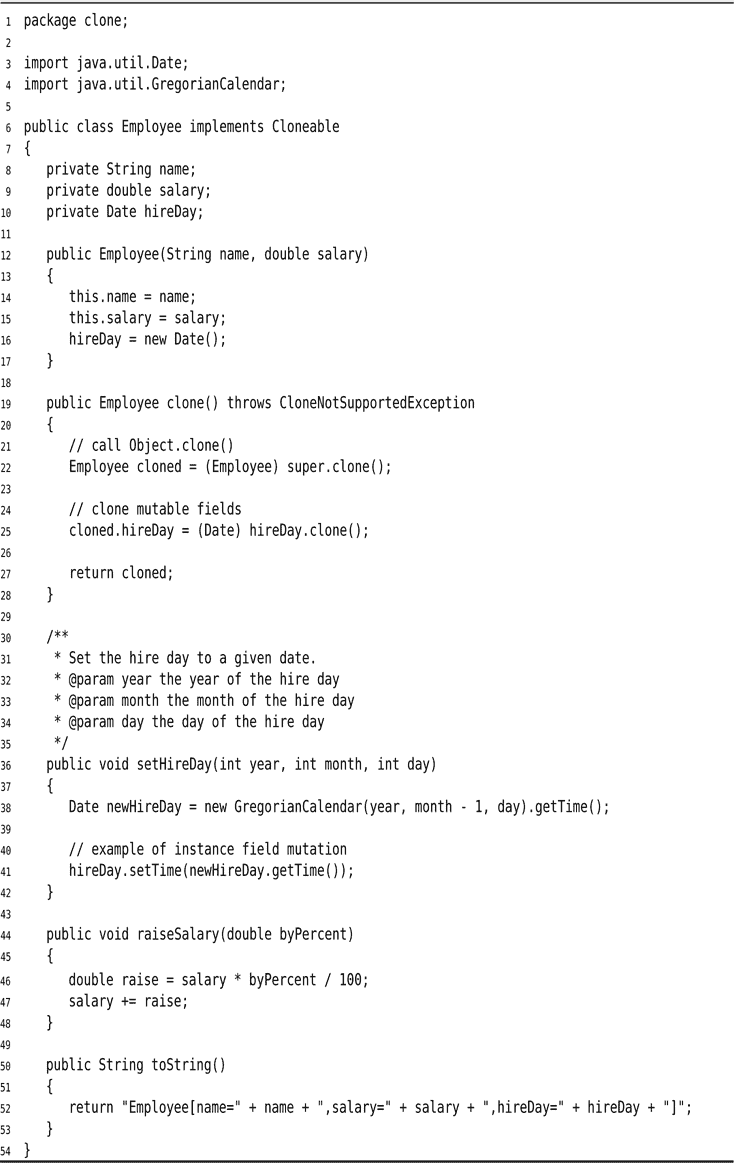 1 package clone;
2
3 import java.util.Date;
4 import java.util.GregorianCalendar;
5
6 public class Employee implements Cloneable
7 {
8    private String name;
9    private double salary;
10    private Date hireDay;
11
12    public Employee(String name, double salary)
13    {
14       this.name = name;
15       this.salary = salary;
16       hireDay = new Date();
17    }
18
19    public Employee clone() throws CloneNotSupportedException
20    {
21       // call Object.clone()
22       Employee cloned = (Employee) super.clone();
23
24       // clone mutable fields
25       cloned.hireDay = (Date) hireDay.clone();
26
27       return cloned;
28    }
29
30    /**
31     * Set the hire day to a given date.
32     * @param year the year of the hire day
33     * @param month the month of the hire day
34     * @param day the day of the hire day
35     */
36    public void setHireDay(int year, int month, int day)
37    {
38       Date newHireDay = new GregorianCalendar(year, month - 1, day).getTime();
39
40       // example of instance field mutation
41       hireDay.setTime(newHireDay.getTime());
42    }
43
44    public void raiseSalary(double byPercent)
45    {
46       double raise = salary * byPercent / 100;
47       salary += raise;
48    }
49
50    public String toString()
51    {
52       return "Employee[name=" + name + ",salary=" + salary + ",hireDay=" + hireDay + "]";
53    }
54 }